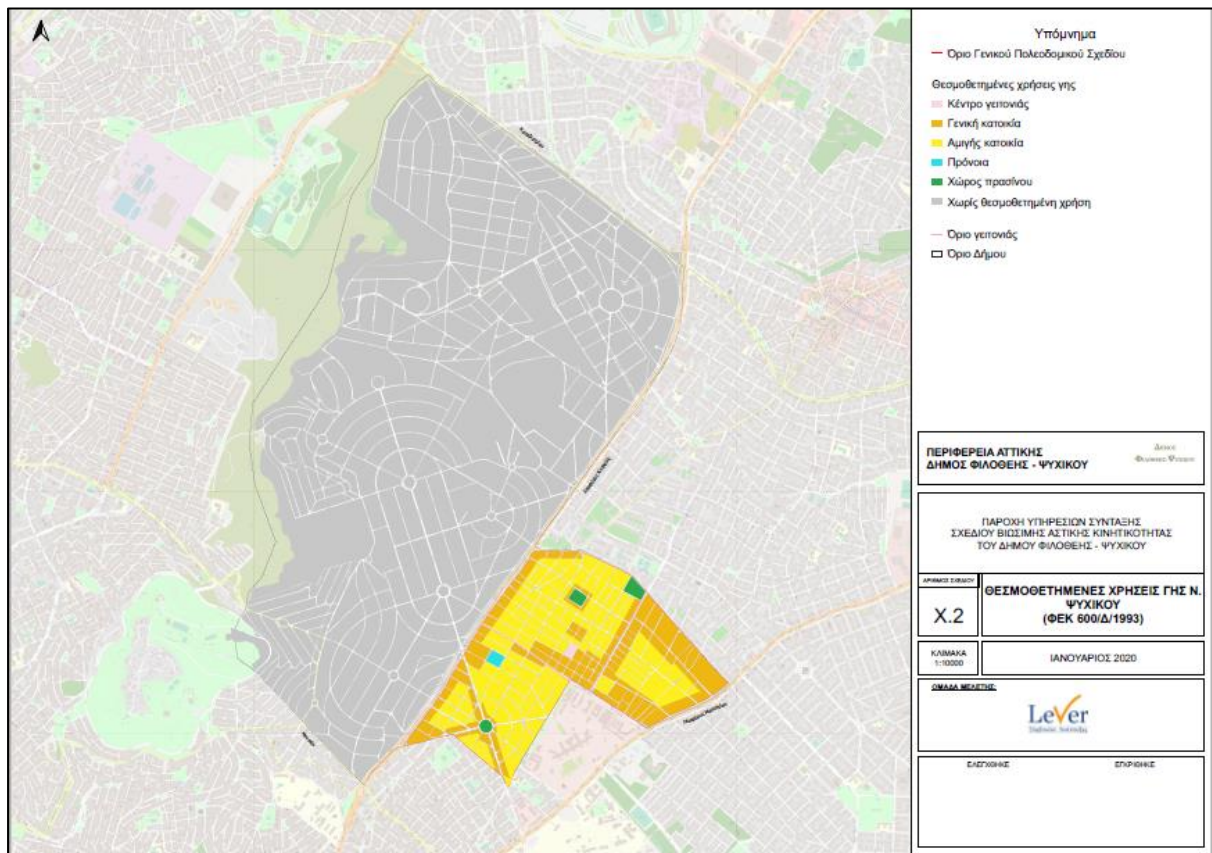 Υπόμνημα
Όριο Γενικού Πολεοδομικού Σχεδίου
Θεσμοθετημένες χρήσεις γης
Κέντρο γειτονιάς
Γενική κατοικία
Αμιγής κατοικία
Πρόνοια
Χώρος πρασίνου
Χωρίς θεσμοθετημένη χρήση
Όριο γειτονιάς
Όριο Δήμου
ΠΕΡΙΦΕΡΕΙΑ ΑΤΤΙΚΗΣ
ΔΗΜΟΣ ΦΙΛΟΘΕΗΣ - ΨΥΧΙΚΟΥ
ΠΑΡΟΧΗ ΥΠΗΡΕΣΙΩΝ ΣΥΝΤΑΞΗΣ
ΣΧΕΔΙΟΥ ΒΙΩΣΙΜΗΣ ΑΣΤΙΚΗΣ ΚΙΝΗΤΙΚΟΤΗΤΑΣ
ΤΟΥ ΔΗΜΟΥ ΦΙΛΟΘΕΗΣ - ΨΥΧΙΚΟΥ
ΑΡΙΘΜΟΣ ΣΧΕΔΙΟΥ
Χ.2
ΘΕΣΜΟΘΕΤΗΜΕΝΕΣ ΧΡΗΣΕΙΣ ΓΗΣ Ν.
ΨΥΧΙΚΟΥ
(ΦΕΚ 600/Δ/1993)
ΚΛΙΜΑΚΑ
1:10000
ΙΑΝΟΥΑΡΙΟΣ 2020
ΟΜΑΔΑ ΜΕΛΕΤΗΣ:
LeVer
ΕΛΕΓΧΘΗΚΕ
ΕΓΚΡΙΘΗΚΕ